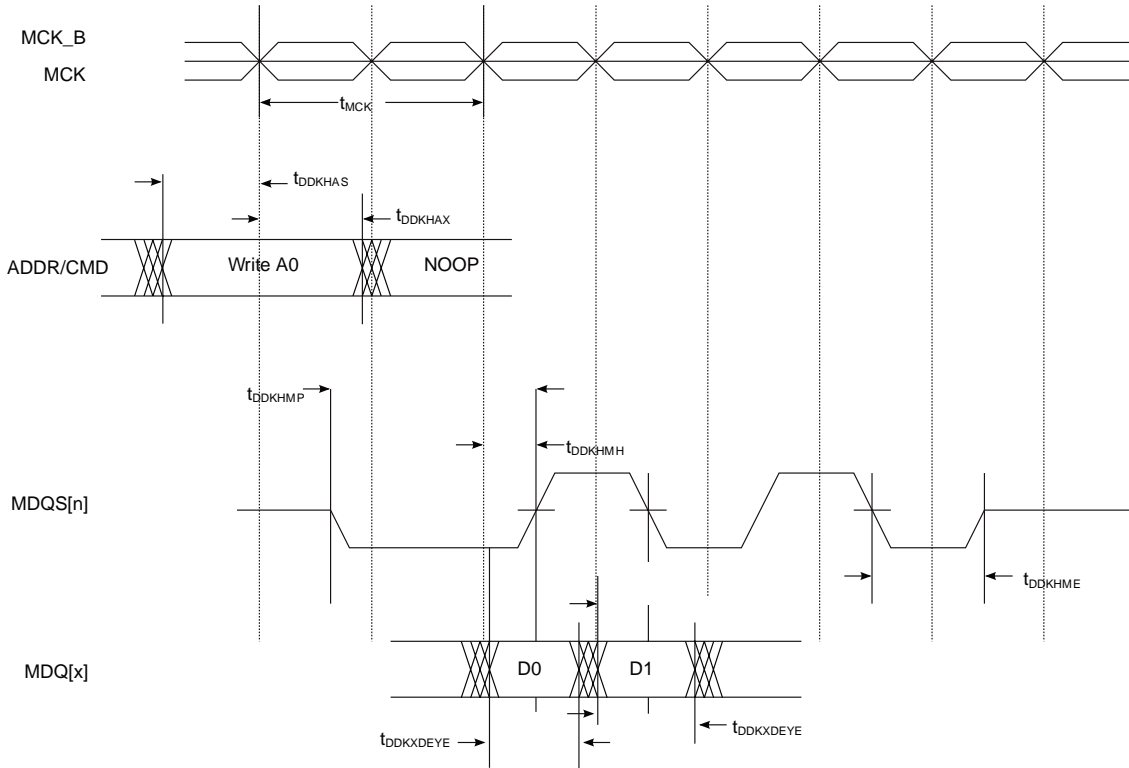 MCK_B
MCK
tMCK
tDDKHAS
tDDKHAX
ADDR/CMD
Write A0
NOOP
tDDKHMP
tDDKHMH
MDQS[n]
tDDKHME
MDQ[x]
D0
D1
tDDKXDEYE
tDDKXDEYE